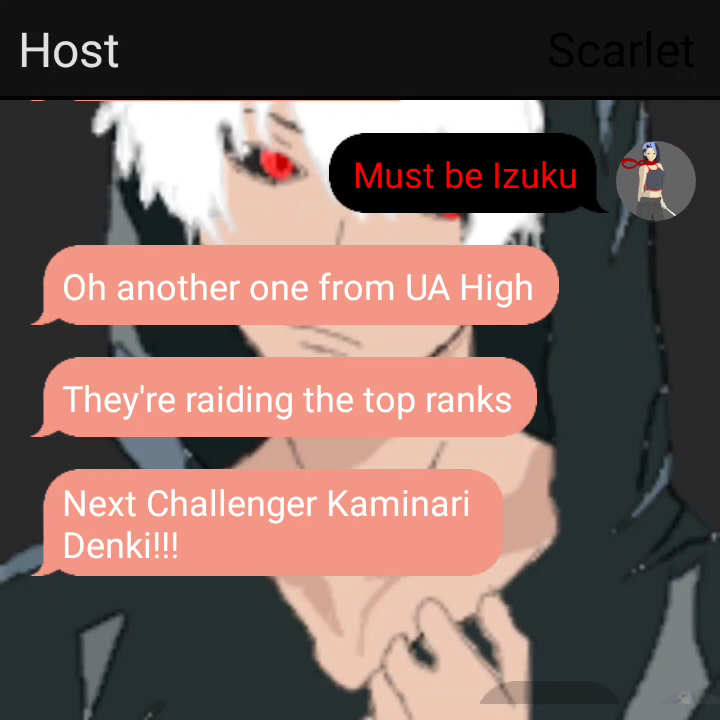 Host
Scarlet
Must be Izuku
Oh another one from UA High
They're raiding the top ranks
Next Challenger Kaminari
Denki!!!